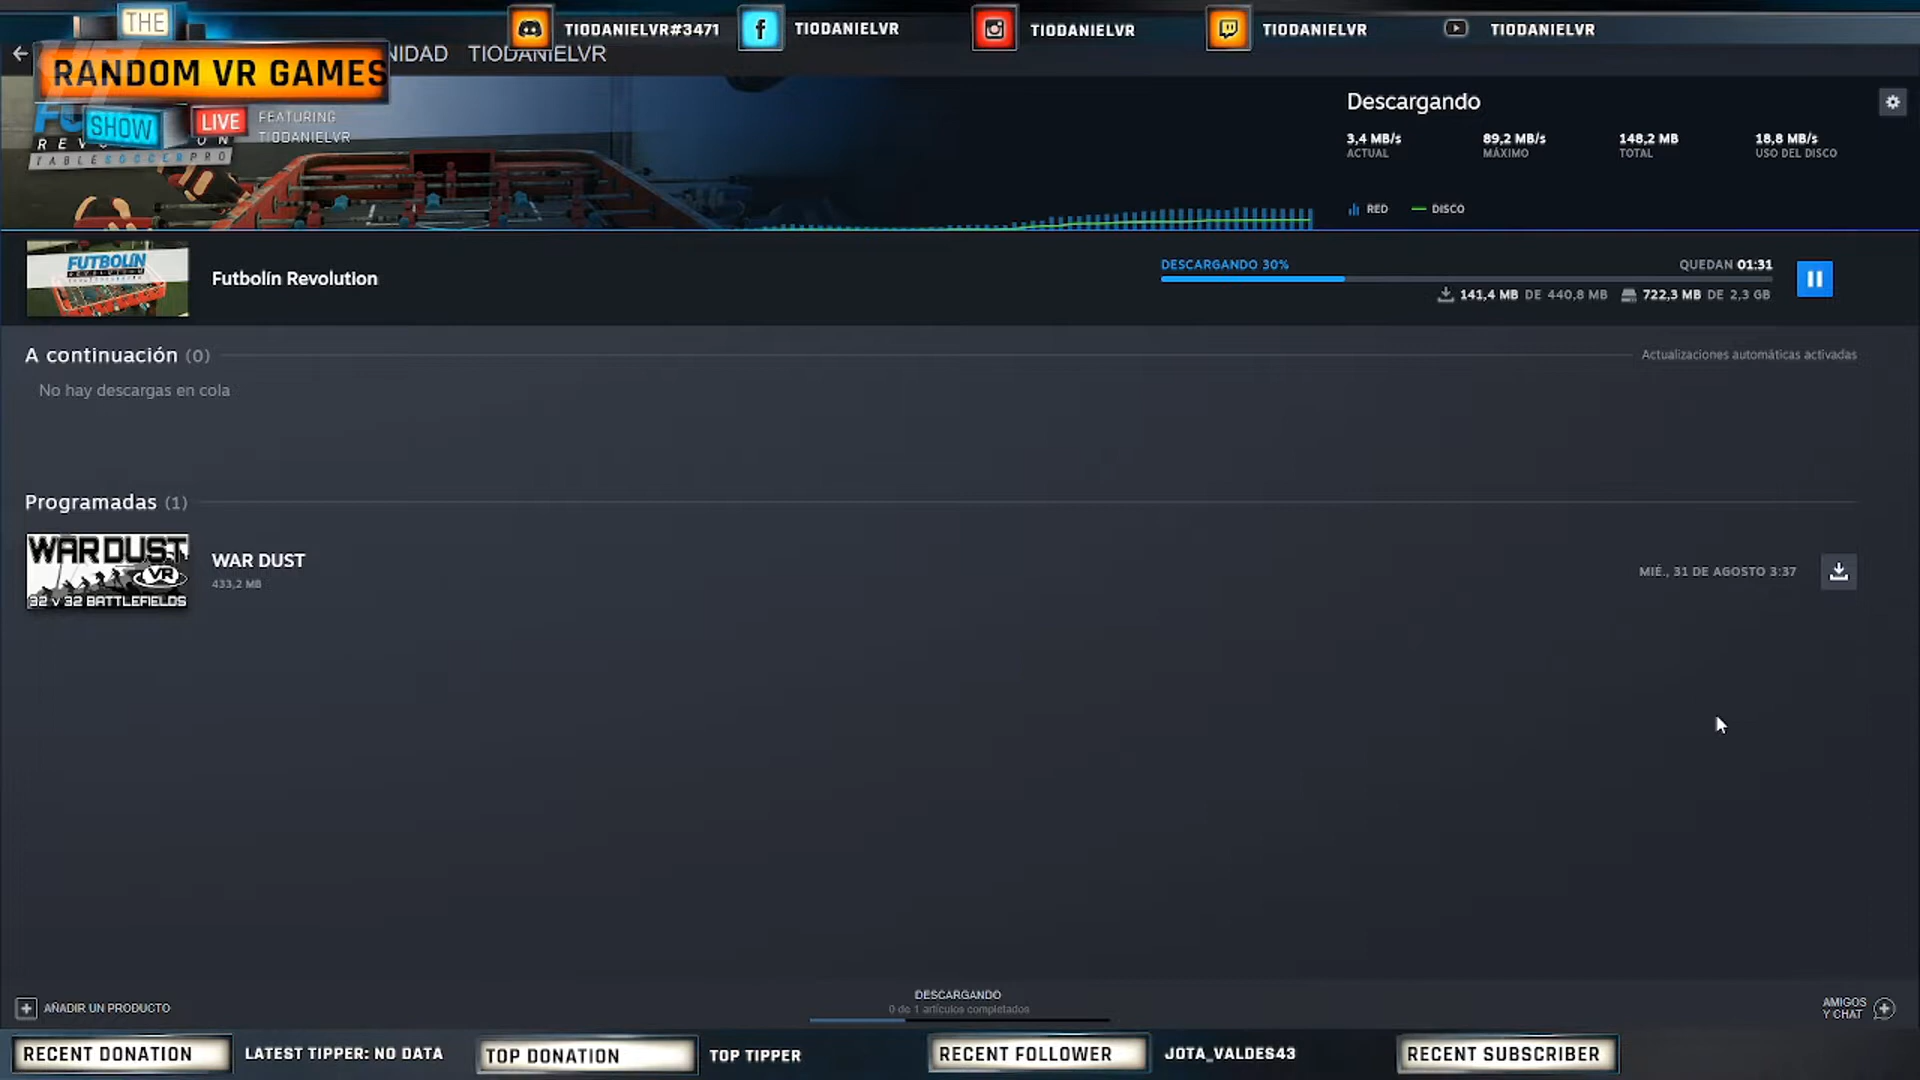 THE
RANDOM VR GAMES
SHOW
LIVE
FEATURING
TIODANIELVR
TIODANIELVR#3471
TIODANIELVR
TIODANIELVR
TIODANIELVR
TIODANIELVR
NIDAD TIODANIELVR
TABLESOCCERPRO
Descargando
3,4 MB/s
ACTUAL
89,2 MB/s
MÁXIMO
148,2 MB
TOTAL
18,8 MB/s
USO DEL DISCO
RED
DISCO
FUTBOLÍN
Futbolín Revolution
DESCARGANDO 30%
QUEDAN 01:31
141,4 MB DE 440,8 MB
722,3 MB DE 2,3 GB
A continuación (0)
Actualizaciones automáticas activadas
No hay descargas en cola
Programadas (1)
WAR DUST
VR
32 v 32 BATTLEFIELDS
WAR DUST
433,2 MB
MIÉ., 31 DE AGOSTO 3:37
AÑADIR UN PRODUCTO
DESCARGANDO
0 de 1 artículos completados
AMIGOS
Y CHAT
RECENT DONATION
LATEST TIPPER: NO DATA
TOP DONATION
TOP TIPPER
RECENT FOLLOWER
JOTA_VALDES43
RECENT SUBSCRIBER